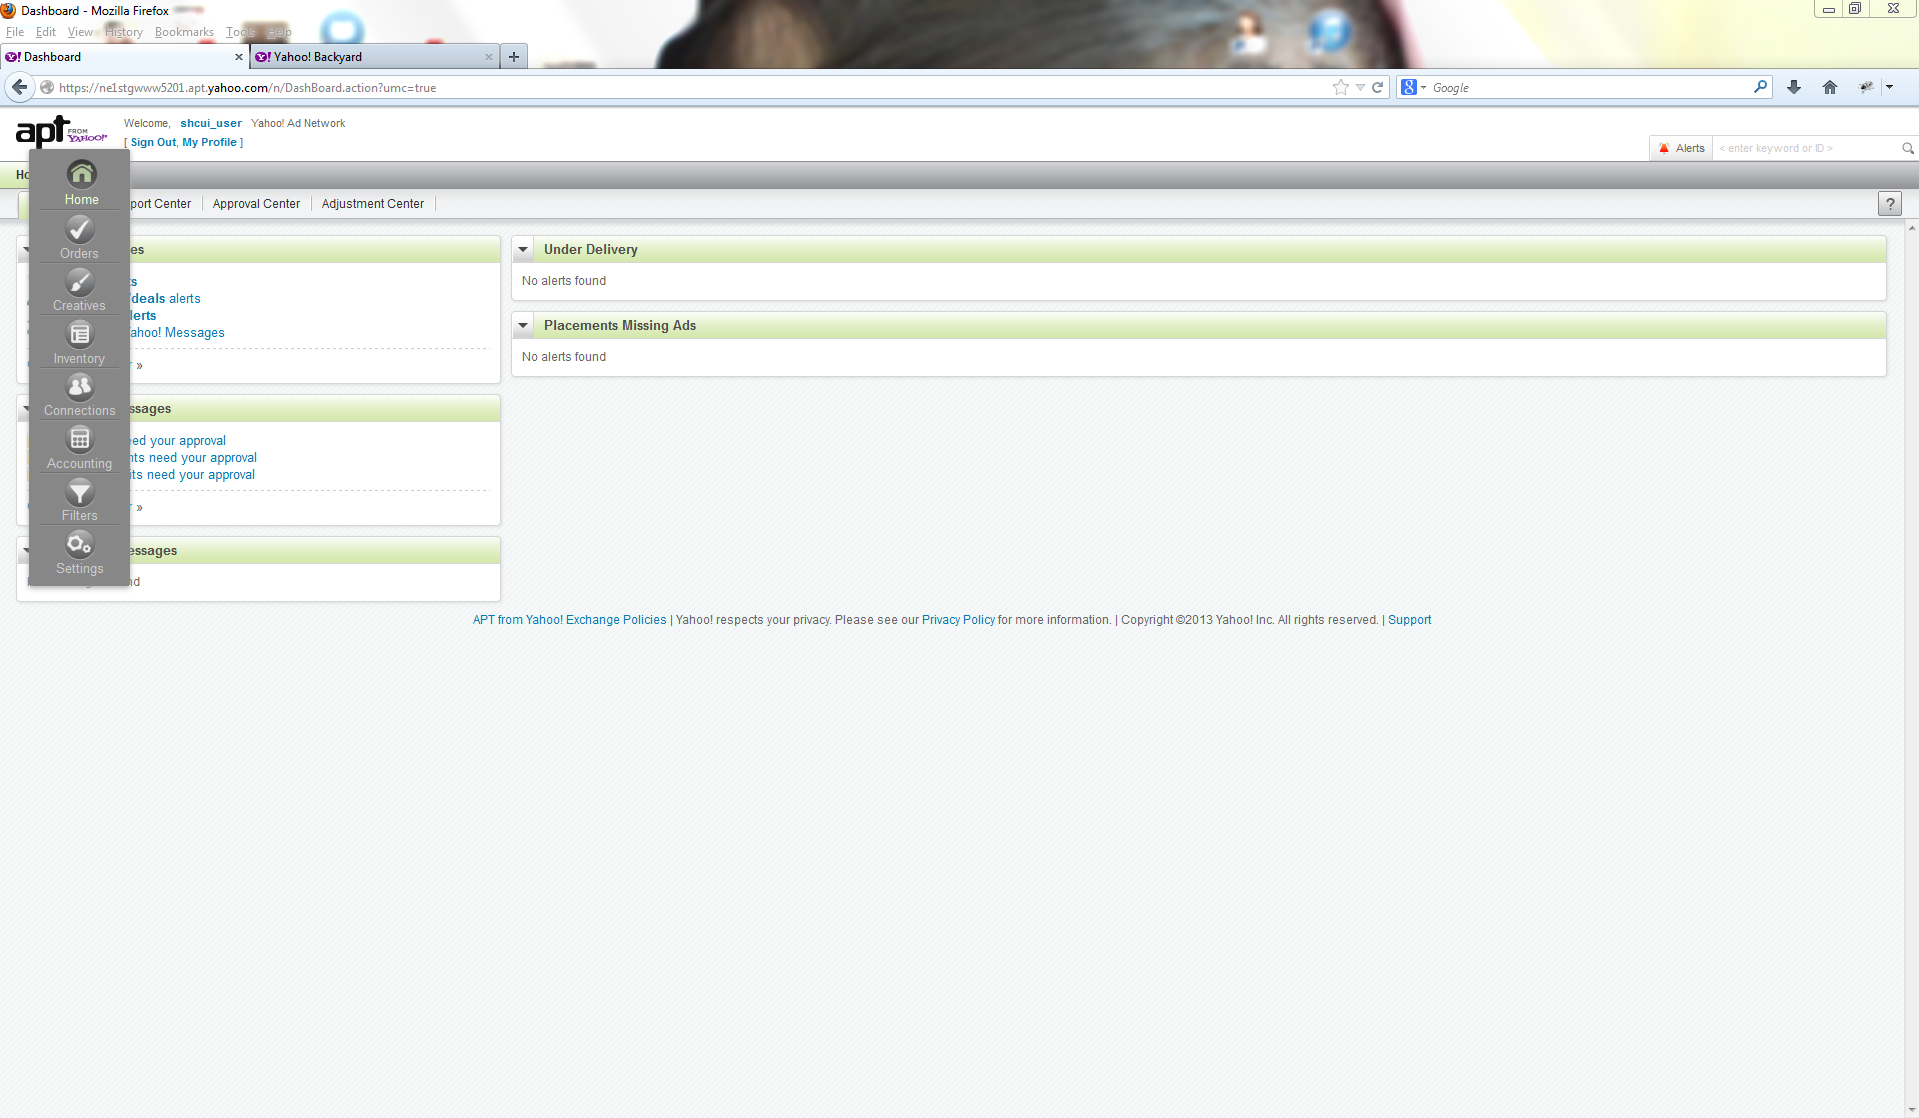 Dashboard - Mozilla Firefox
File Edit View History Bookmarks Tools Help
Y! Dashboard
Y! Yahoo! Backyard
https://ne1stgwww5201.apt.yahoo.com/n/DashBoard.action?umc=true
Google
apt FROM YAHOO!
Welcome, shcui_user Yahoo! Ad Network
[ Sign Out, My Profile ]
Alerts
< enter keyword or ID >
Ho
port Center
Approval Center
Adjustment Center
?
Home
Orders
Creatives
Inventory
Connections
Accounting
Filters
Settings
es
ts
/deals alerts
lerts
ahoo! Messages
»
ssages
eed your approval
nts need your approval
its need your approval
»
essages
nd
Under Delivery
No alerts found
Placements Missing Ads
No alerts found
APT from Yahoo! Exchange Policies | Yahoo! respects your privacy. Please see our Privacy Policy for more information. | Copyright ©2013 Yahoo! Inc. All rights reserved. | Support